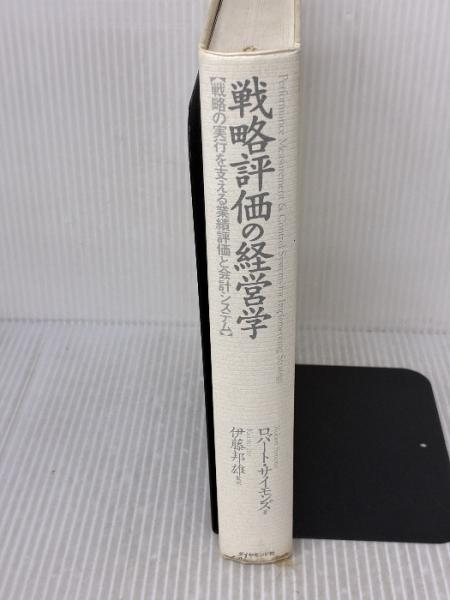 Performance Measurement & Control Systems for Implementing Strategy
戦略評価の経営学
【戦略の実行を支える業績評価と会計システム】
Robert Simons
ロバート・サイモンズ 著
伊藤邦雄 監訳
ダイヤモンド社